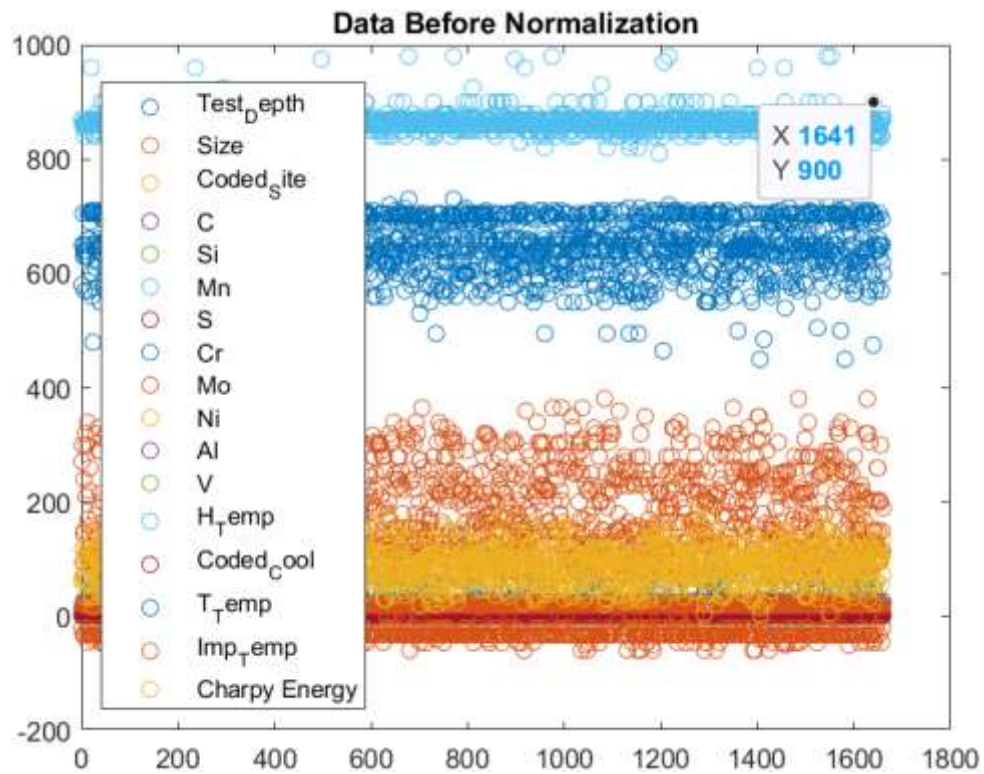 Data Before Normalization
1000
800
600
400
200
0
-200
Test_Depth
Size
Coded_Site
C
Si
Mn
S
Cr
Mo
Ni
Al
V
H_Temp
Coded_Cool
T_Temp
Imp_Temp
Charpy Energy
X 1641
Y 900
0 200 400 600 800 1000 1200 1400 1600 1800